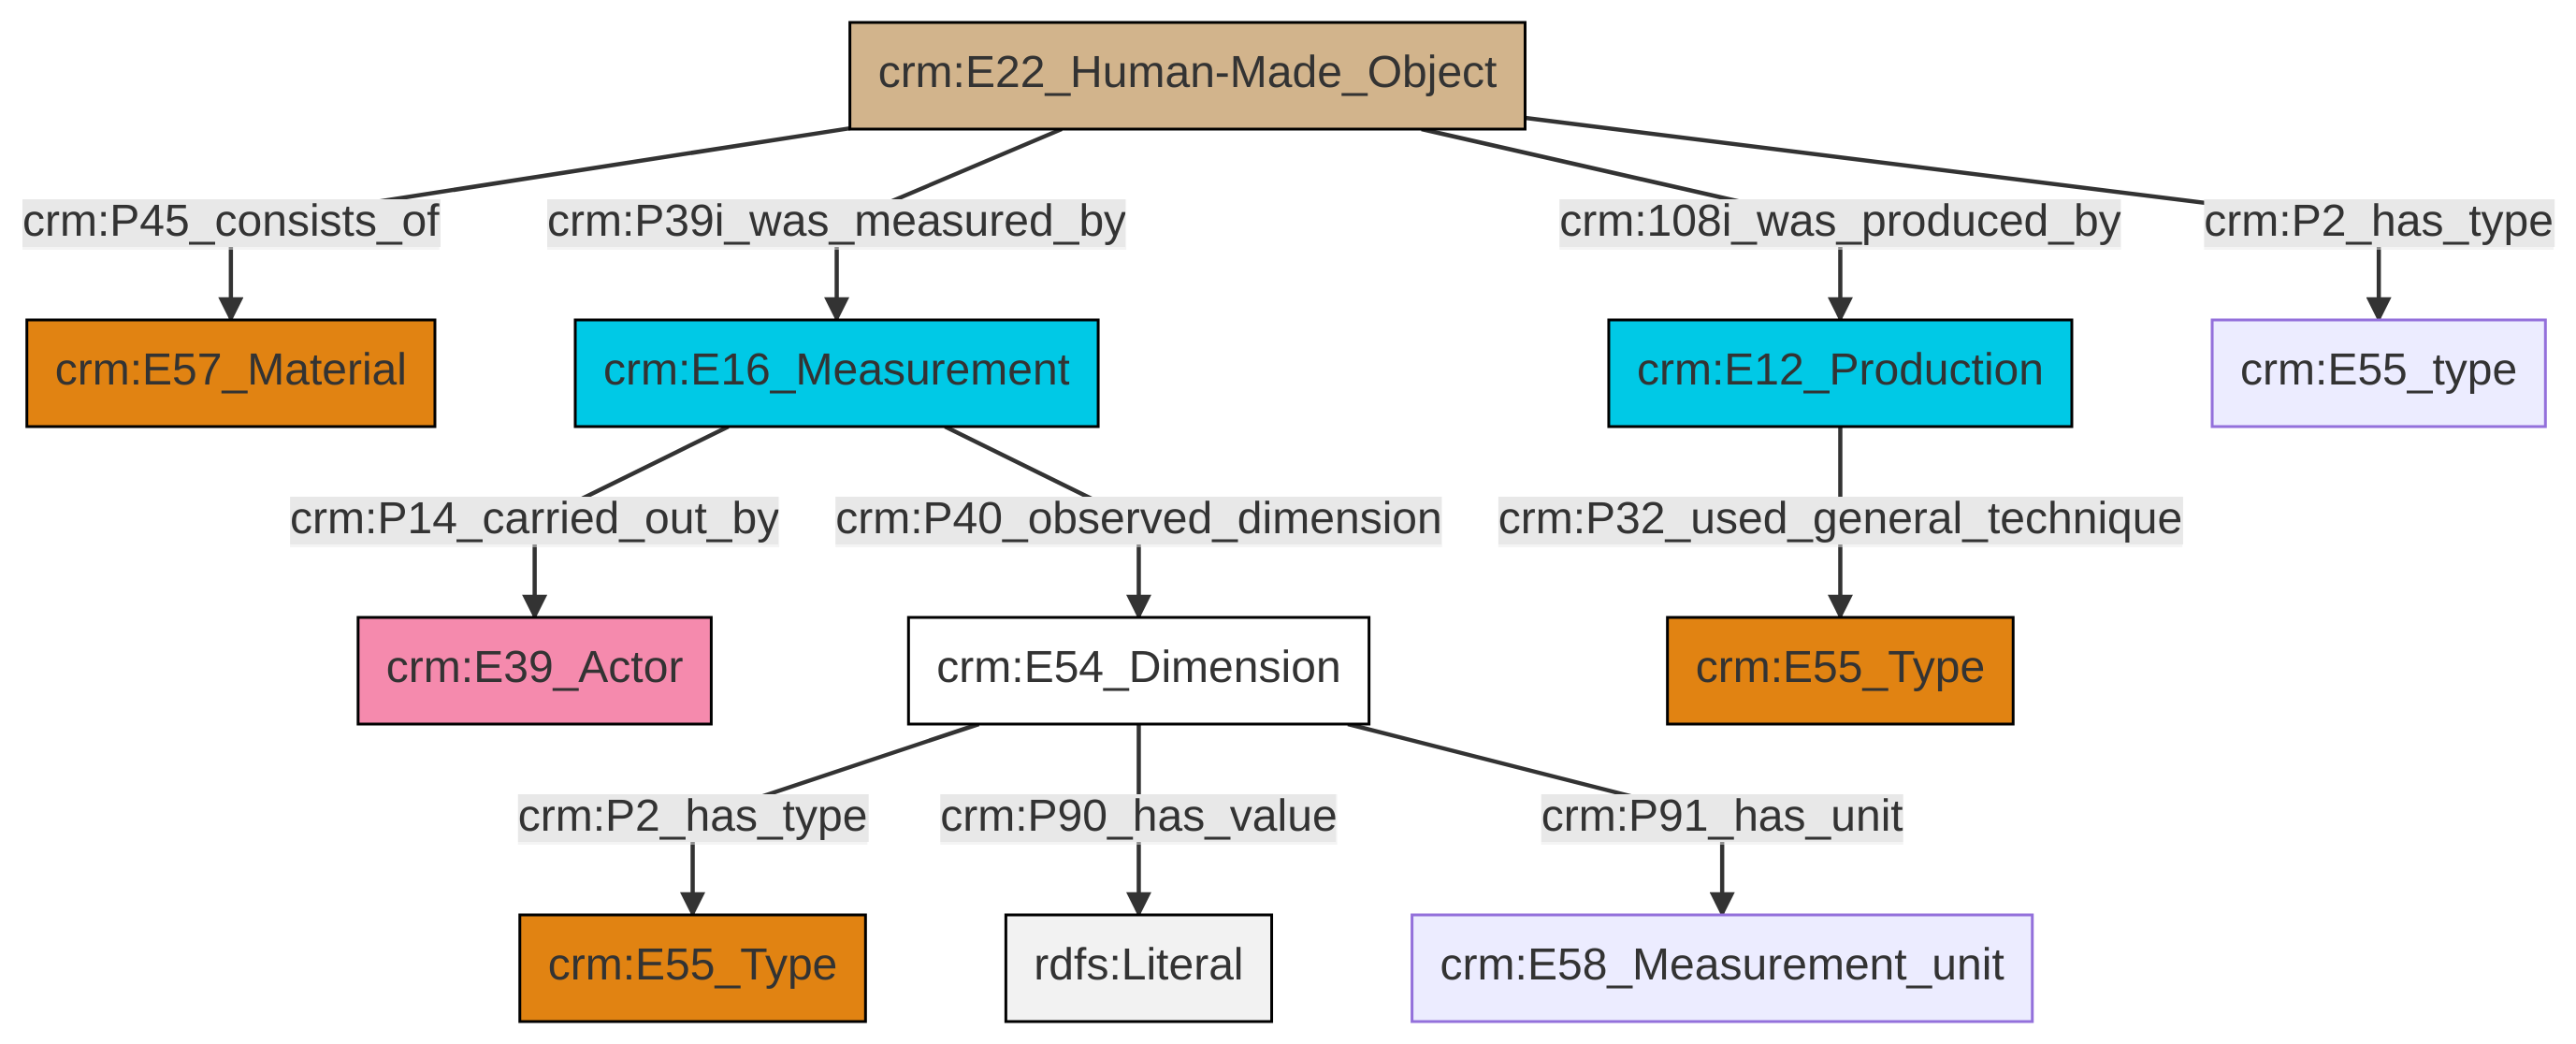 crm:E22_Human-Made_Object
crm:P45_consists_of
crm:P39i_was_measured_by
crm:108i_was_produced_by
crm:P2_has_type
crm:E57_Material
crm:E16_Measurement
crm:E12_Production
crm:E55_type
crm:P14_carried_out_by
crm:P40_observed_dimension
crm:P32_used_general_technique
crm:E39_Actor
crm:E54_Dimension
crm:E55_Type
crm:P2_has_type
crm:P90_has_value
crm:P91_has_unit
crm:E55_Type
rdfs:Literal
crm:E58_Measurement_unit